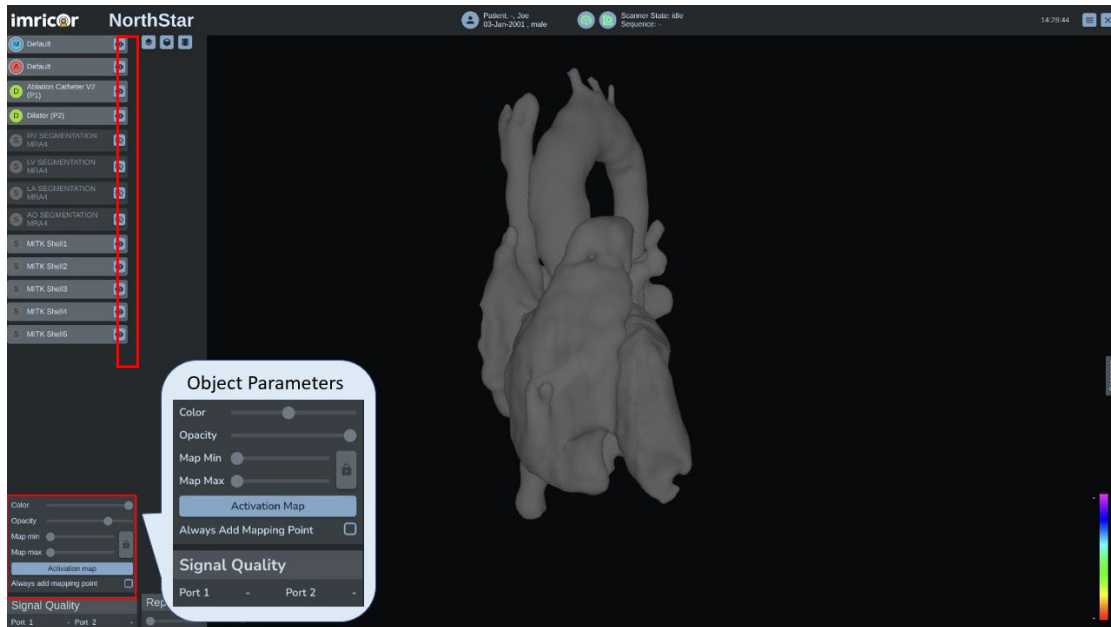 imricor NorthStar
Patient: -, Joe
03-Jan-2001 , male
Scanner State: idle
Sequence: -
14:28:44
M Default
A Default
D Ablation Catheter V2
(P1)
D Dilator (P2)
S RV SEGMENTATION
MRA4
S LV SEGMENTATION
MRA4
S LA SEGMENTATION
MRA4
S AO SEGMENTATION
MRA4
S MITK Shell1
S MITK Shell2
S MITK Shell3
S MITK Shell4
S MITK Shell5
Object Parameters
Color
Opacity
Map Min
Map Max
Activation Map
Always Add Mapping Point
Signal Quality
Port 1 - Port 2 -
Color
Opacity
Map min
Map max
Activation map
Always add mapping point
Signal Quality
Port 1 - Port 2 -
Rep